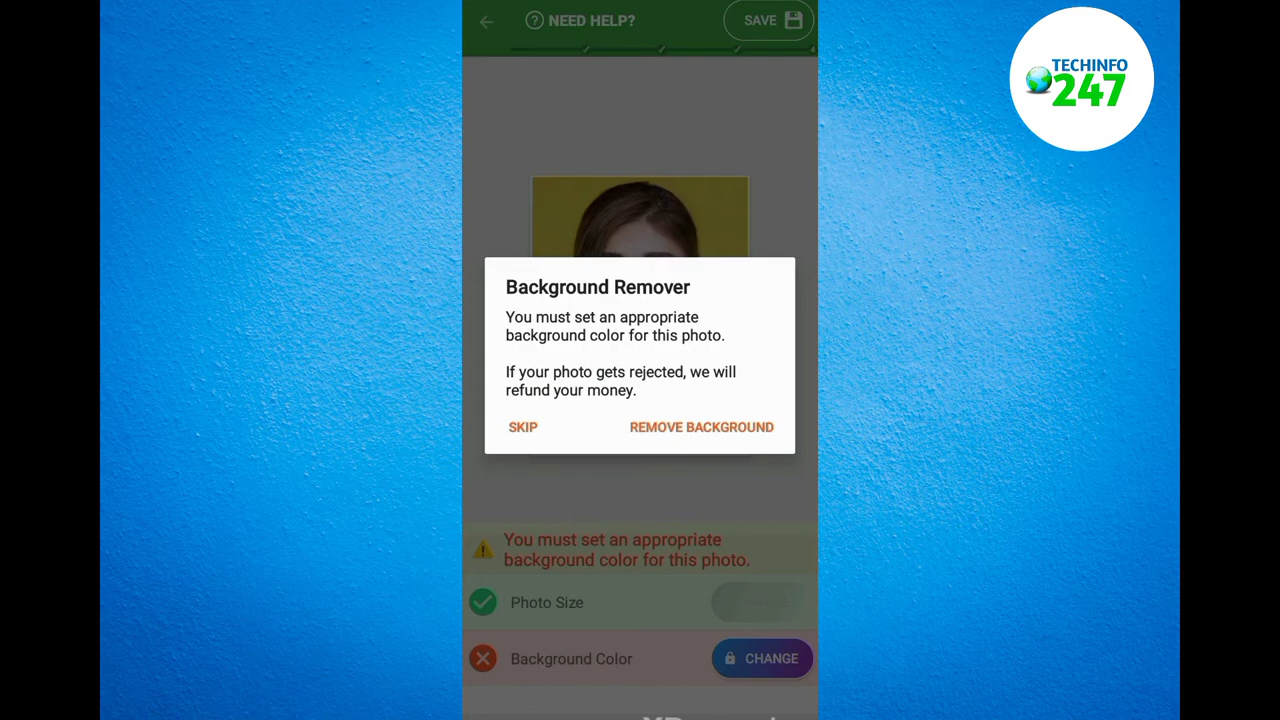 NEED HELP?
SAVE
TECHINFO
247
Background Remover
You must set an appropriate
background color for this photo.
If your photo gets rejected, we will
refund your money.
SKIP
REMOVE BACKGROUND
You must set an appropriate
background color for this photo.
Photo Size
Background Color
CHANGE